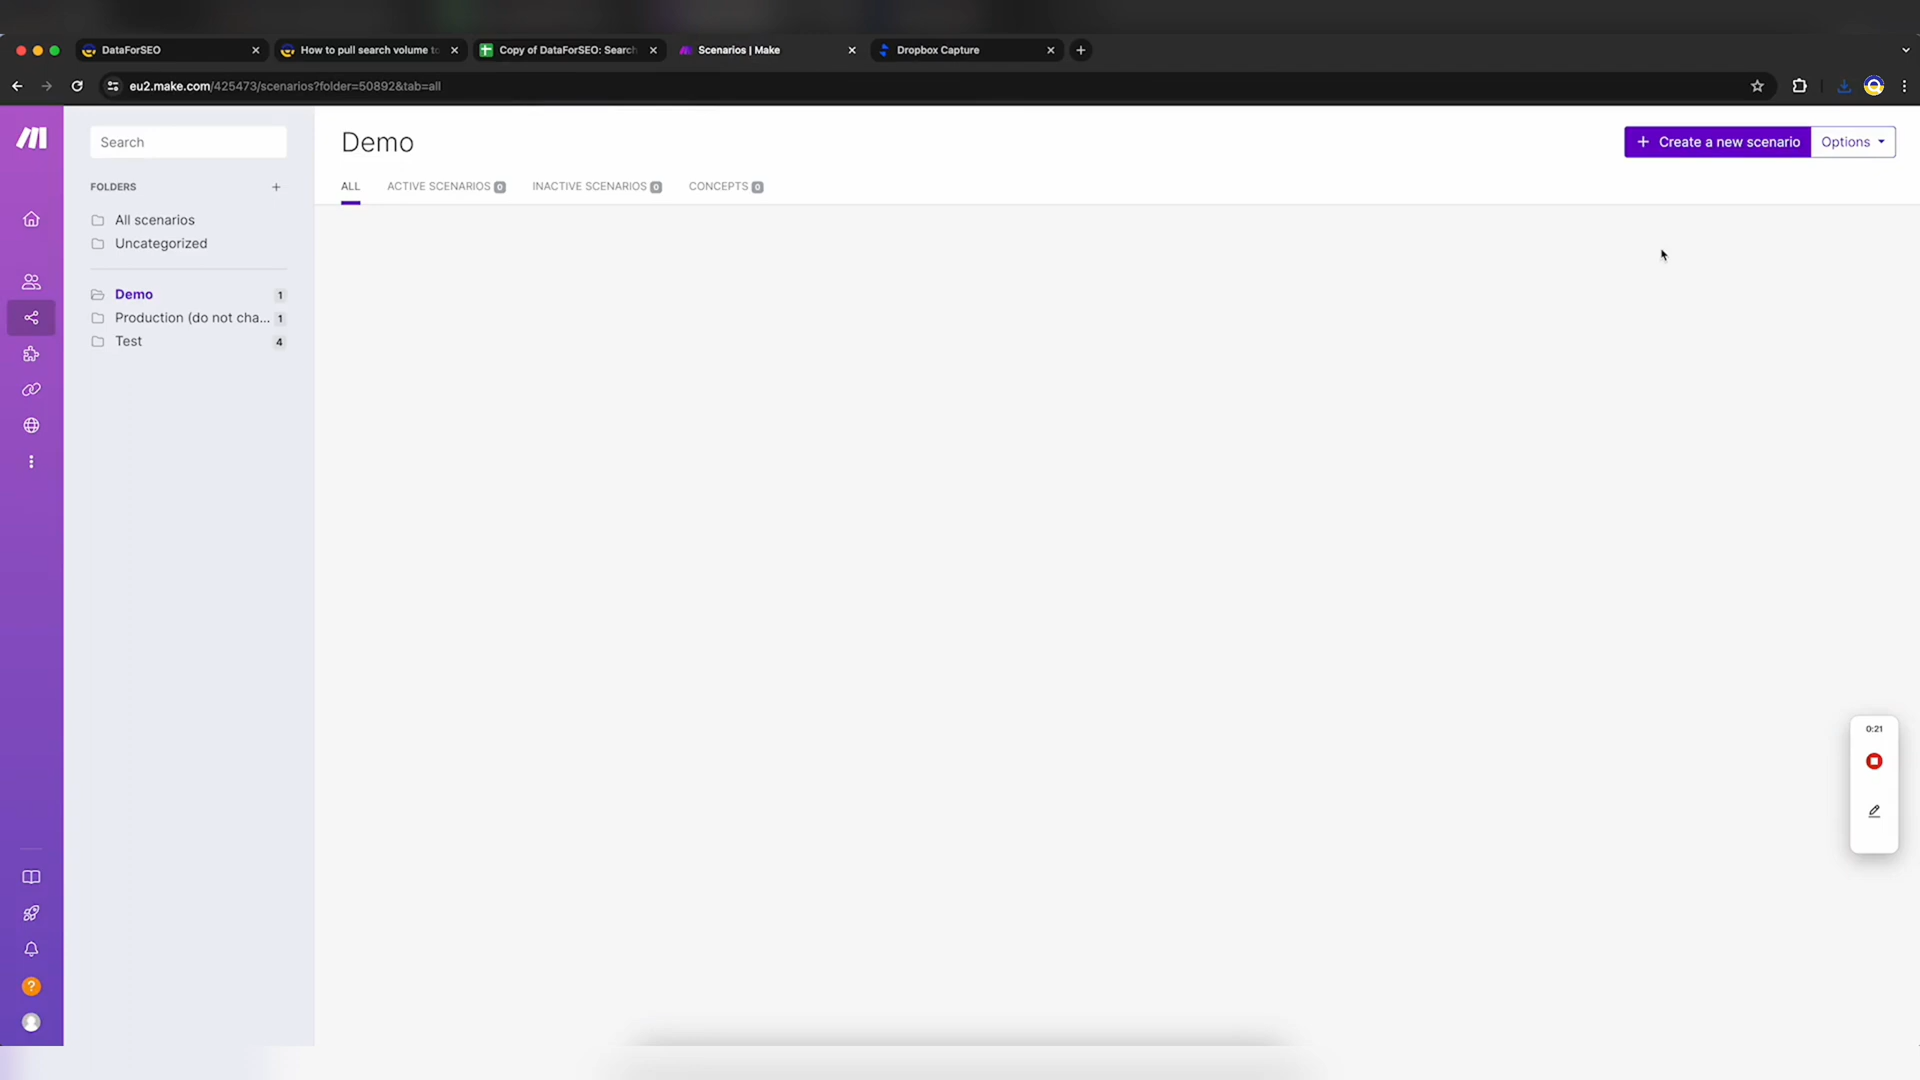 DataForSEO
How to pull search volume to
Copy of DataForSEO: Search
Scenarios | Make
Dropbox Capture
eu2.make.com/425473/scenarios?folder=50892&tab=all
Search
Demo
+ Create a new scenario
Options
FOLDERS +
ALL
ACTIVE SCENARIOS 0
INACTIVE SCENARIOS 0
CONCEPTS 0
All scenarios
Uncategorized
Demo 1
Production (do not cha... 1
Test 4
0:21
?